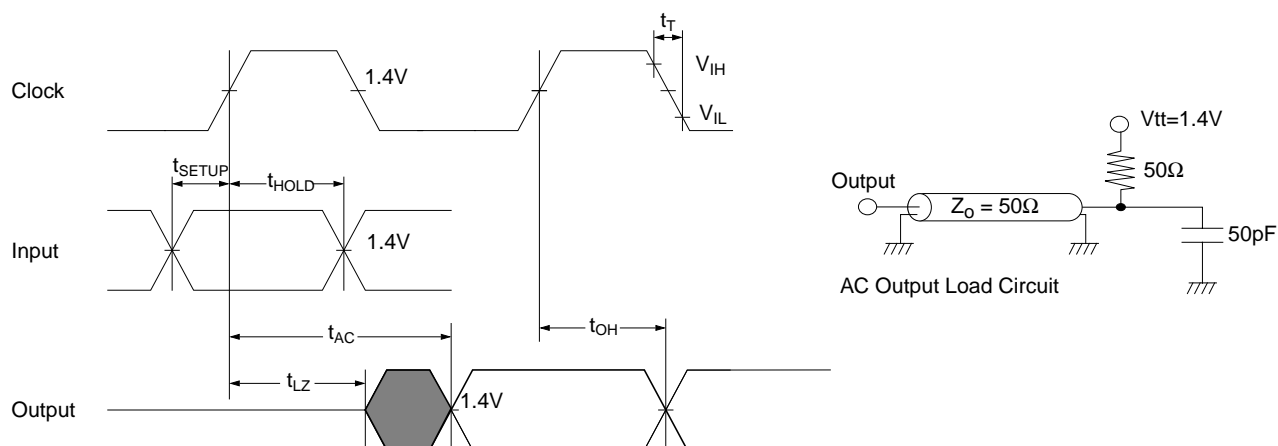 t_T
V_IH
1.4V
Clock
V_IL
Vtt=1.4V
t_SETUP
t_HOLD
50Ω
Output
Z_o = 50Ω
Input
1.4V
50pF
AC Output Load Circuit
t_AC
t_OH
t_LZ
1.4V
Output